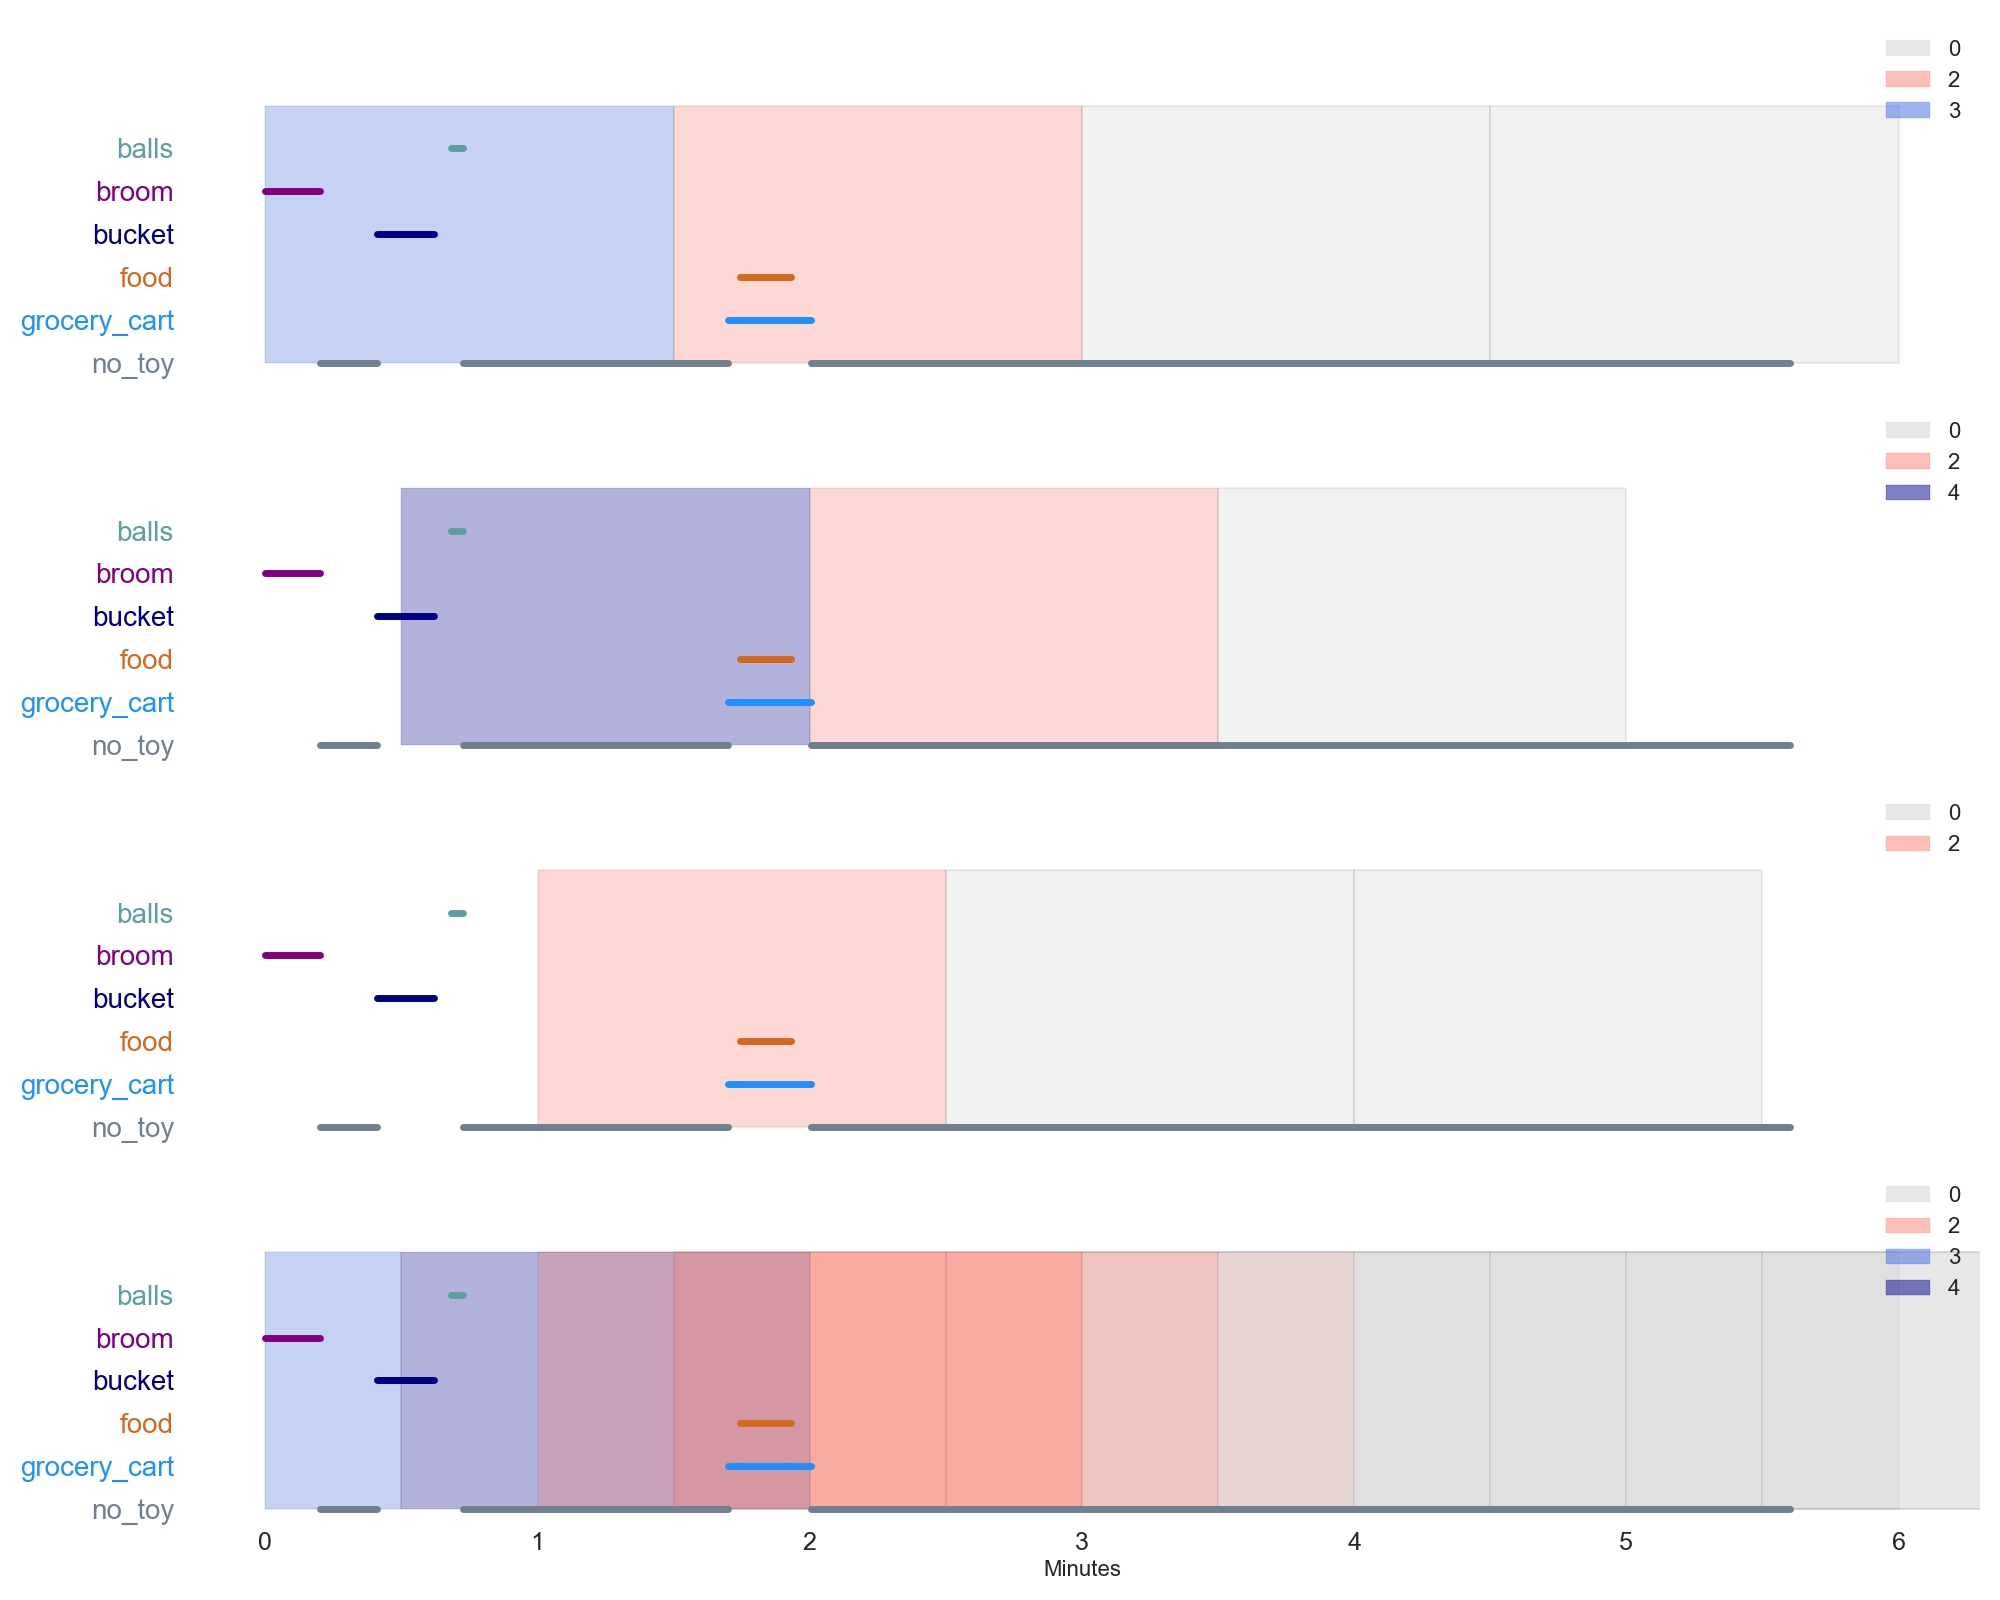 0
2
3
balls
broom
bucket
food
grocery_cart
no_toy
0
2
4
balls
broom
bucket
food
grocery_cart
no_toy
0
2
balls
broom
bucket
food
grocery_cart
no_toy
0
2
3
4
balls
broom
bucket
food
grocery_cart
no_toy
0 1 2 3 4 5 6
Minutes